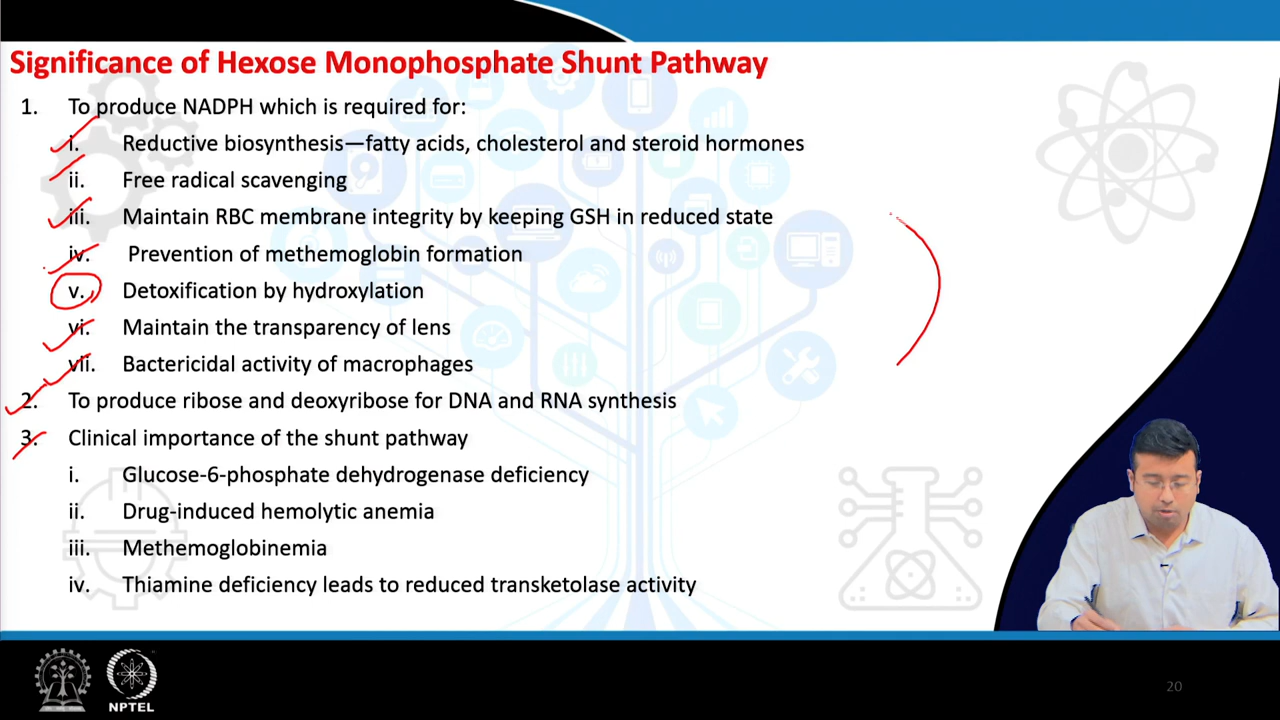 Significance of Hexose Monophosphate Shunt Pathway
1. To produce NADPH which is required for:
i. Reductive biosynthesis—fatty acids, cholesterol and steroid hormones
ii. Free radical scavenging
iii. Maintain RBC membrane integrity by keeping GSH in reduced state
iv. Prevention of methemoglobin formation
v. Detoxification by hydroxylation
vi. Maintain the transparency of lens
vii. Bactericidal activity of macrophages
2. To produce ribose and deoxyribose for DNA and RNA synthesis
3. Clinical importance of the shunt pathway
i. Glucose-6-phosphate dehydrogenase deficiency
ii. Drug-induced hemolytic anemia
iii. Methemoglobinemia
iv. Thiamine deficiency leads to reduced transketolase activity
NPTEL
20